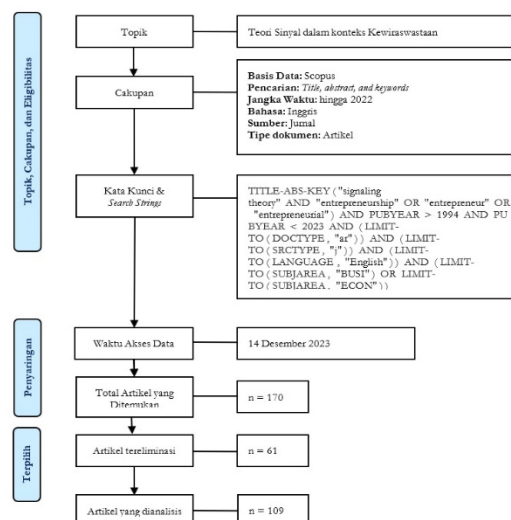 Topik, Cakupan, dan Eligibilitas
Topik
Teori Sinyal dalam konteks Kewiraswastaan
Cakupan
Basis Data: Scopus
Pencarian: Title, abstract, and keywords
Jangka Waktu: hingga 2022
Bahasa: Inggris
Sumber: Jurnal
Tipe dokumen: Artikel
Kata Kunci &
Search Strings
TITLE-ABS-KEY ( "signaling
theory" AND "entrepreneurship" OR "entrepreneur" OR
"entrepreneurial" ) AND PUBYEAR > 1994 AND PU
BYEAR < 2023 AND ( LIMIT-
TO ( DOCTYPE , "ar" ) ) AND ( LIMIT-
TO ( SRCTYPE , "j" ) ) AND ( LIMIT-
TO ( LANGUAGE , "English" ) ) AND ( LIMIT-
TO ( SUBJAREA , "BUSI" ) OR LIMIT-
TO ( SUBJAREA , "ECON" ) )
Penyaringan
Waktu Akses Data
14 Desember 2023
Total Artikel yang
Ditemukan
n = 170
Terpilih
Artikel tereliminasi
n = 61
Artikel yang dianalisis
n = 109